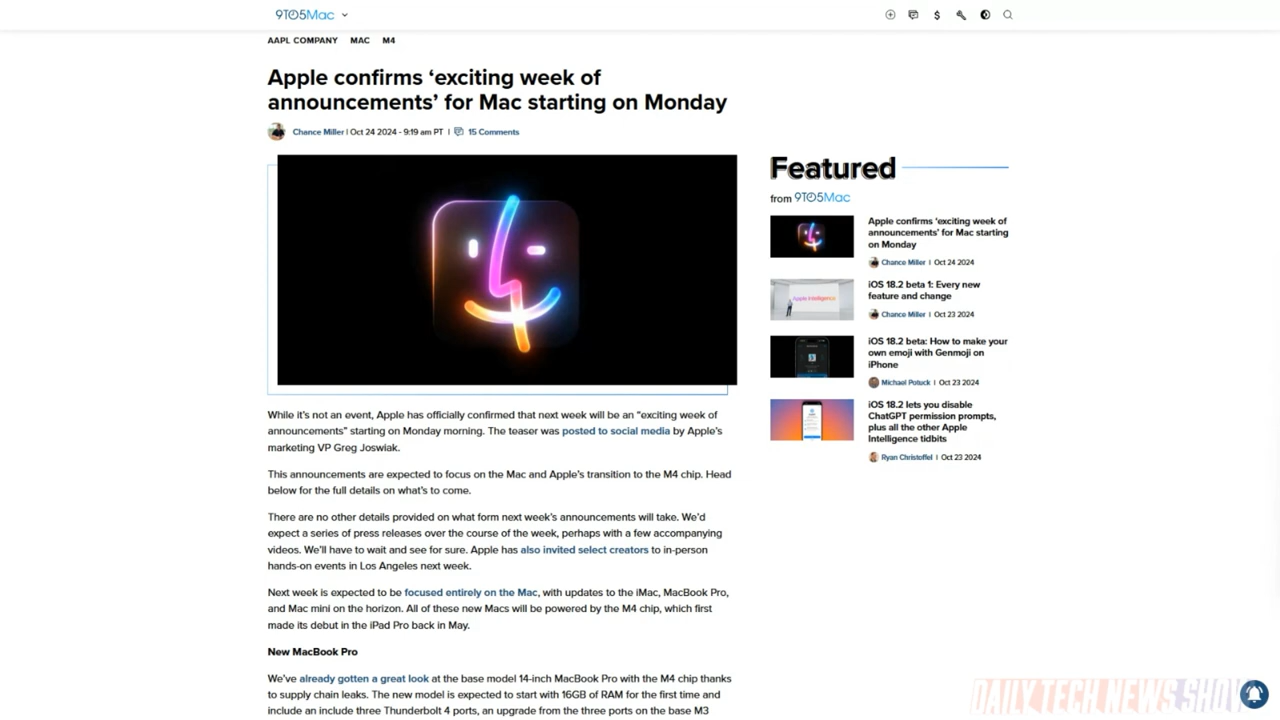 9TO5Mac
AAPL COMPANY MAC M4
Apple confirms ‘exciting week of
announcements’ for Mac starting on Monday
Chance Miller | Oct 24 2024 - 9:19 am PT | 15 Comments
While it’s not an event, Apple has officially confirmed that next week will be an “exciting week of
announcements” starting on Monday morning. The teaser was posted to social media by Apple’s
marketing VP Greg Joswiak.
This announcements are expected to focus on the Mac and Apple’s transition to the M4 chip. Head
below for the full details on what’s to come.
There are no other details provided on what form next week’s announcements will take. We’d
expect a series of press releases over the course of the week, perhaps with a few accompanying
videos. We’ll have to wait and see for sure. Apple has also invited select creators to in-person
hands-on events in Los Angeles next week.
Next week is expected to be focused entirely on the Mac, with updates to the iMac, MacBook Pro,
and Mac mini on the horizon. All of these new Macs will be powered by the M4 chip, which first
made its debut in the iPad Pro back in May.
New MacBook Pro
We’ve already gotten a great look at the base model 14-inch MacBook Pro with the M4 chip thanks
to supply chain leaks. The new model is expected to start with 16GB of RAM for the first time and
include an include three Thunderbolt 4 ports, an upgrade from the three ports on the base M3
Featured
from 9TO5Mac
Apple confirms ‘exciting week of
announcements’ for Mac starting
on Monday
Chance Miller | Oct 24 2024
Apple Intelligence
iOS 18.2 beta 1: Every new
feature and change
Chance Miller | Oct 23 2024
iOS 18.2 beta: How to make your
own emoji with Genmoji on
iPhone
Michael Potuck | Oct 23 2024
iOS 18.2 lets you disable
ChatGPT permission prompts,
plus all the other Apple
Intelligence tidbits
Ryan Christoffel | Oct 23 2024
DAILY TECH NEWS SHOW